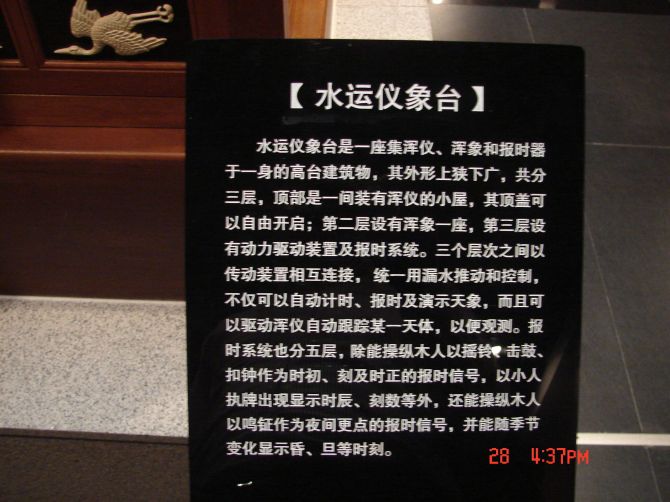 【水运仪象台】
水运仪象台是一座集浑仪、浑象和报时器
于一身的高台建筑物，其外形上狭下广，共分
三层，顶部是一间装有浑仪的小屋，其顶盖可
以自由开启；第二层设有浑象一座，第三层设
有动力驱动装置及报时系统。三个层次之间以
传动装置相互连接，统一用漏水推动和控制，
不仅可以自动计时、报时及演示天象，而且可
以驱动浑仪自动跟踪某一天体，以便观测。报
时系统也分五层，除能操纵木人以摇铃、击鼓、
扣钟作为时初、刻及时正的报时信号，以小人
执牌出现显示时辰、刻数等外，还能操纵木人
以鸣钲作为夜间更点的报时信号，并能随季节
变化显示昏、旦等时刻。
28 4:37PM